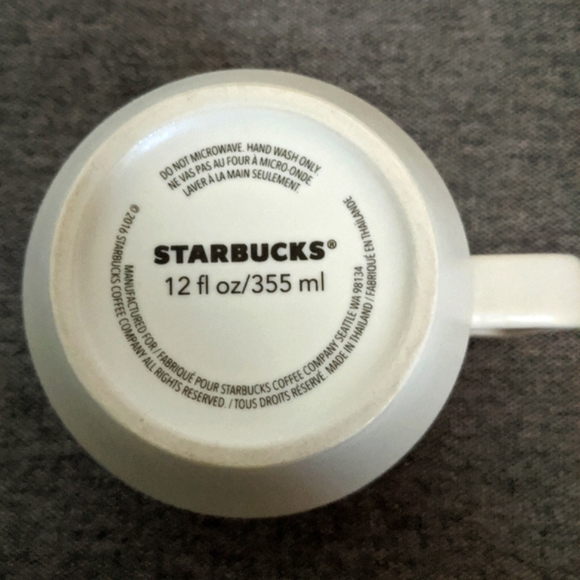 DO NOT MICROWAVE. HAND WASH ONLY.
NE VAS PAS AU FOUR À MICRO-ONDE.
LAVER À LA MAIN SEULEMENT.
STARBUCKS®
12 fl oz/355 ml
MANUFACTURED FOR / FABRIQUÉ POUR STARBUCKS COFFEE COMPANY SEATTLE WA 98134
© 2016 STARBUCKS COFFEE COMPANY ALL RIGHTS RESERVED. / TOUS DROITS RÉSERVÉ. MADE IN THAILAND / FABRIQUÉ EN THAILANDE